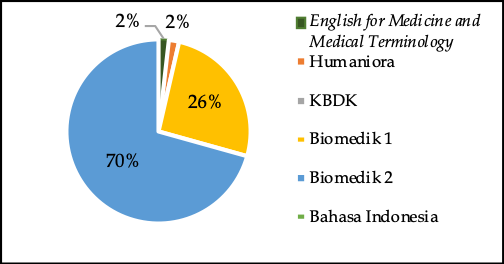 2%
2%
26%
70%
English for Medicine and
Medical Terminology
Humaniora
KBDK
Biomedik 1
Biomedik 2
Bahasa Indonesia